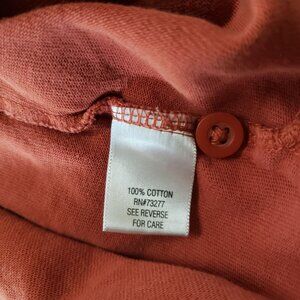 100% COTTON
RN#73277
SEE REVERSE
FOR CARE